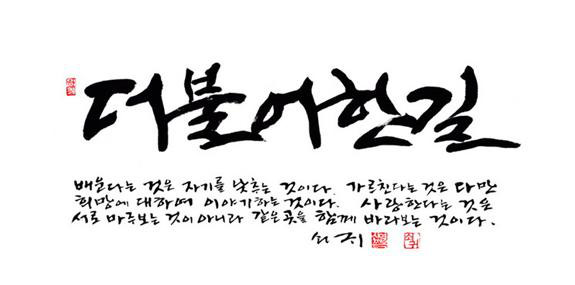 더불어한길
배운다는 것은 자기를 낮추는 것이다. 가르친다는것은 다만
희망에 대하여 이야기하는것이다. 사랑한다는 것은
서로 마주보는것이아니라 같은곳을 함께 바라보는것이다.
쇠귀